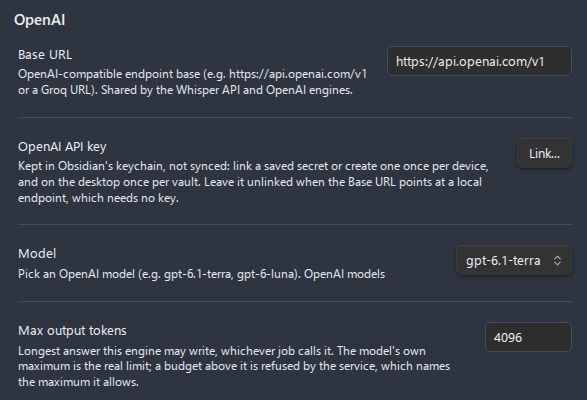 OpenAI
Base URL
OpenAI-compatible endpoint base (e.g. https://api.openai.com/v1
or a Groq URL). Shared by the Whisper API and OpenAI engines.
https://api.openai.com/v1
OpenAI API key
Kept in Obsidian's keychain, not synced: link a saved secret or create one once per device,
and on the desktop once per vault. Leave it unlinked when the Base URL points at a local
endpoint, which needs no key.
Link...
Model
Pick an OpenAI model (e.g. gpt-6.1-terra, gpt-6-luna). OpenAI models
gpt-6.1-terra
Max output tokens
Longest answer this engine may write, whichever job calls it. The model's own
maximum is the real limit; a budget above it is refused by the service, which names
the maximum it allows.
4096